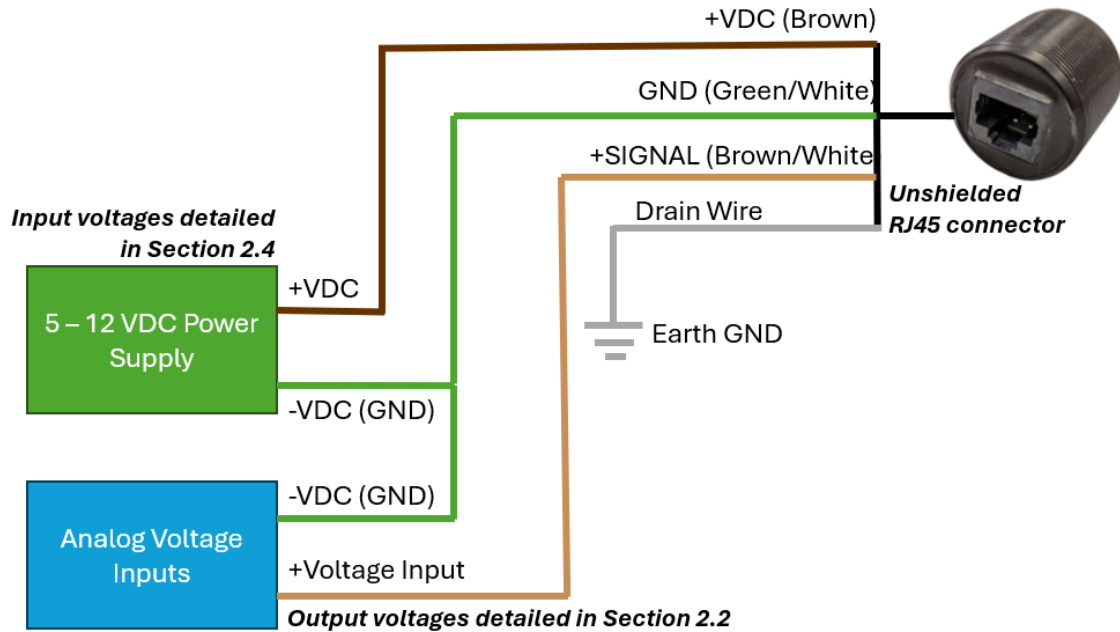 +VDC (Brown)
GND (Green/White)
+SIGNAL (Brown/White
Drain Wire
Unshielded
RJ45 connector
Input voltages detailed
in Section 2.4
+VDC
5 – 12 VDC Power
Supply
Earth GND
-VDC (GND)
-VDC (GND)
Analog Voltage
Inputs
+Voltage Input
Output voltages detailed in Section 2.2